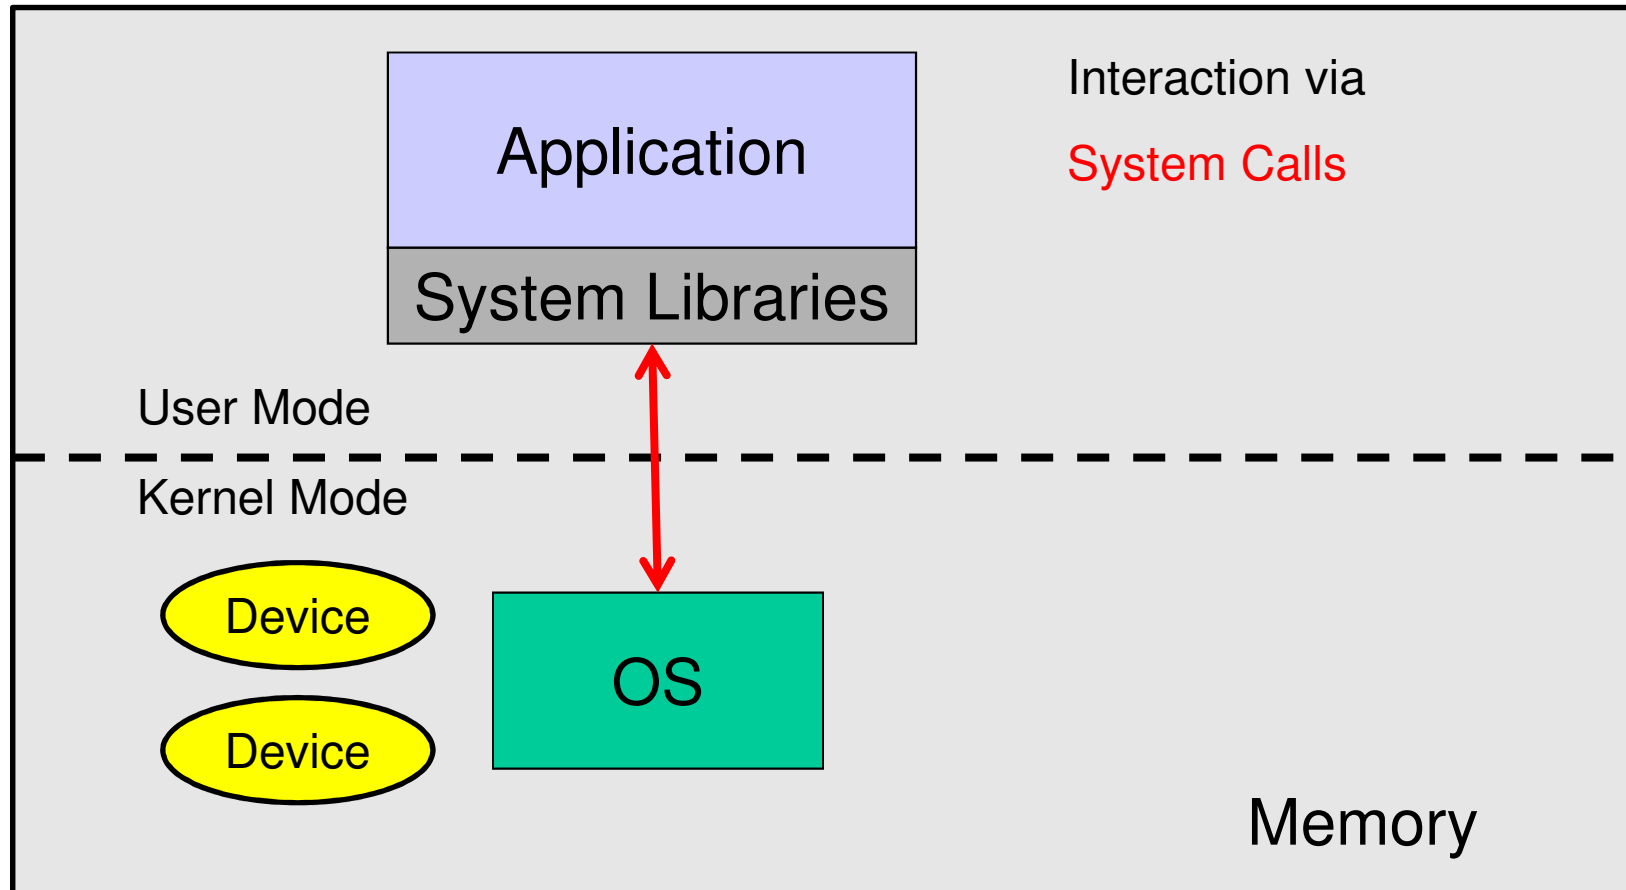 Interaction via
System Calls
Application
System Libraries
User Mode
Kernel Mode
Device
OS
Device
Memory